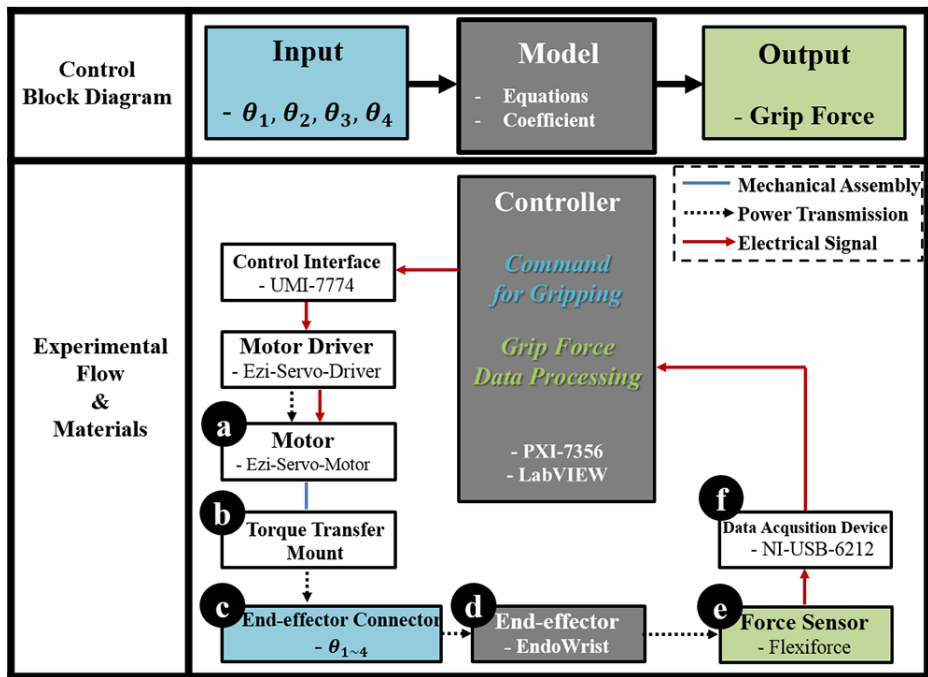 Control
Block Diagram
Input
- θ₁, θ₂, θ₃, θ₄
Model
- Equations
- Coefficient
Output
- Grip Force
Experimental
Flow
&
Materials
Mechanical Assembly
Power Transmission
Electrical Signal
Controller
Command
for Gripping
Grip Force
Data Processing
- PXI-7356
- LabVIEW
Control Interface
- UMI-7774
Motor Driver
- Ezi-Servo-Driver
a
Motor
- Ezi-Servo-Motor
b
Torque Transfer
Mount
c
End-effector Connector
- θ₁~₄
d
End-effector
- EndoWrist
e
Force Sensor
- Flexiforce
f
Data Acqusition Device
- NI-USB-6212